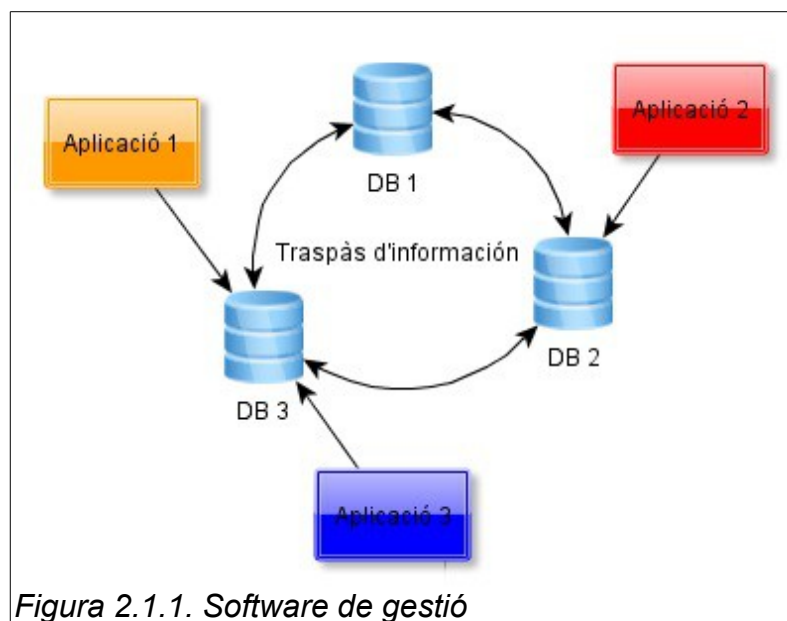 Aplicació 1
Aplicació 2
DB 1
Traspàs d'información
DB 2
DB 3
Aplicació 3
Figura 2.1.1. Software de gestió